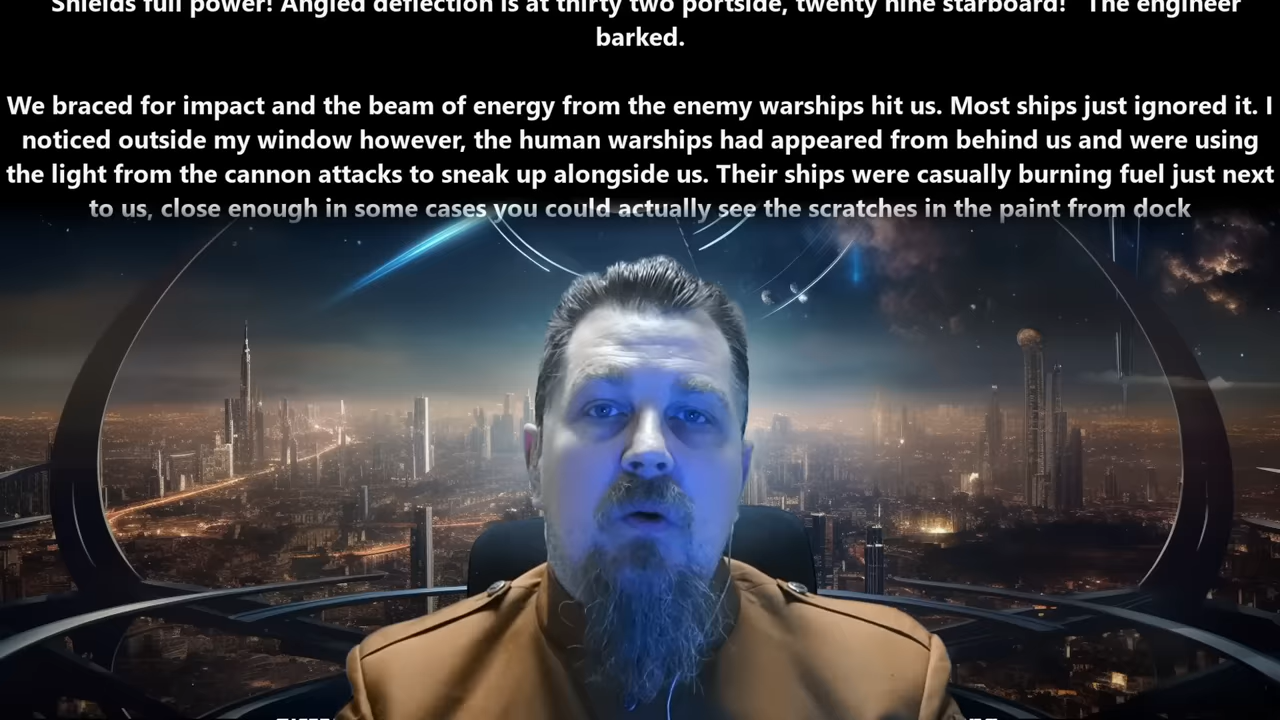 Shields full power! Angled deflection is at thirty two portside, twenty nine starboard!" The engineer
barked.
We braced for impact and the beam of energy from the enemy warships hit us. Most ships just ignored it. I
noticed outside my window however, the human warships had appeared from behind us and were using
the light from the cannon attacks to sneak up alongside us. Their ships were casually burning fuel just next
to us, close enough in some cases you could actually see the scratches in the paint from dock